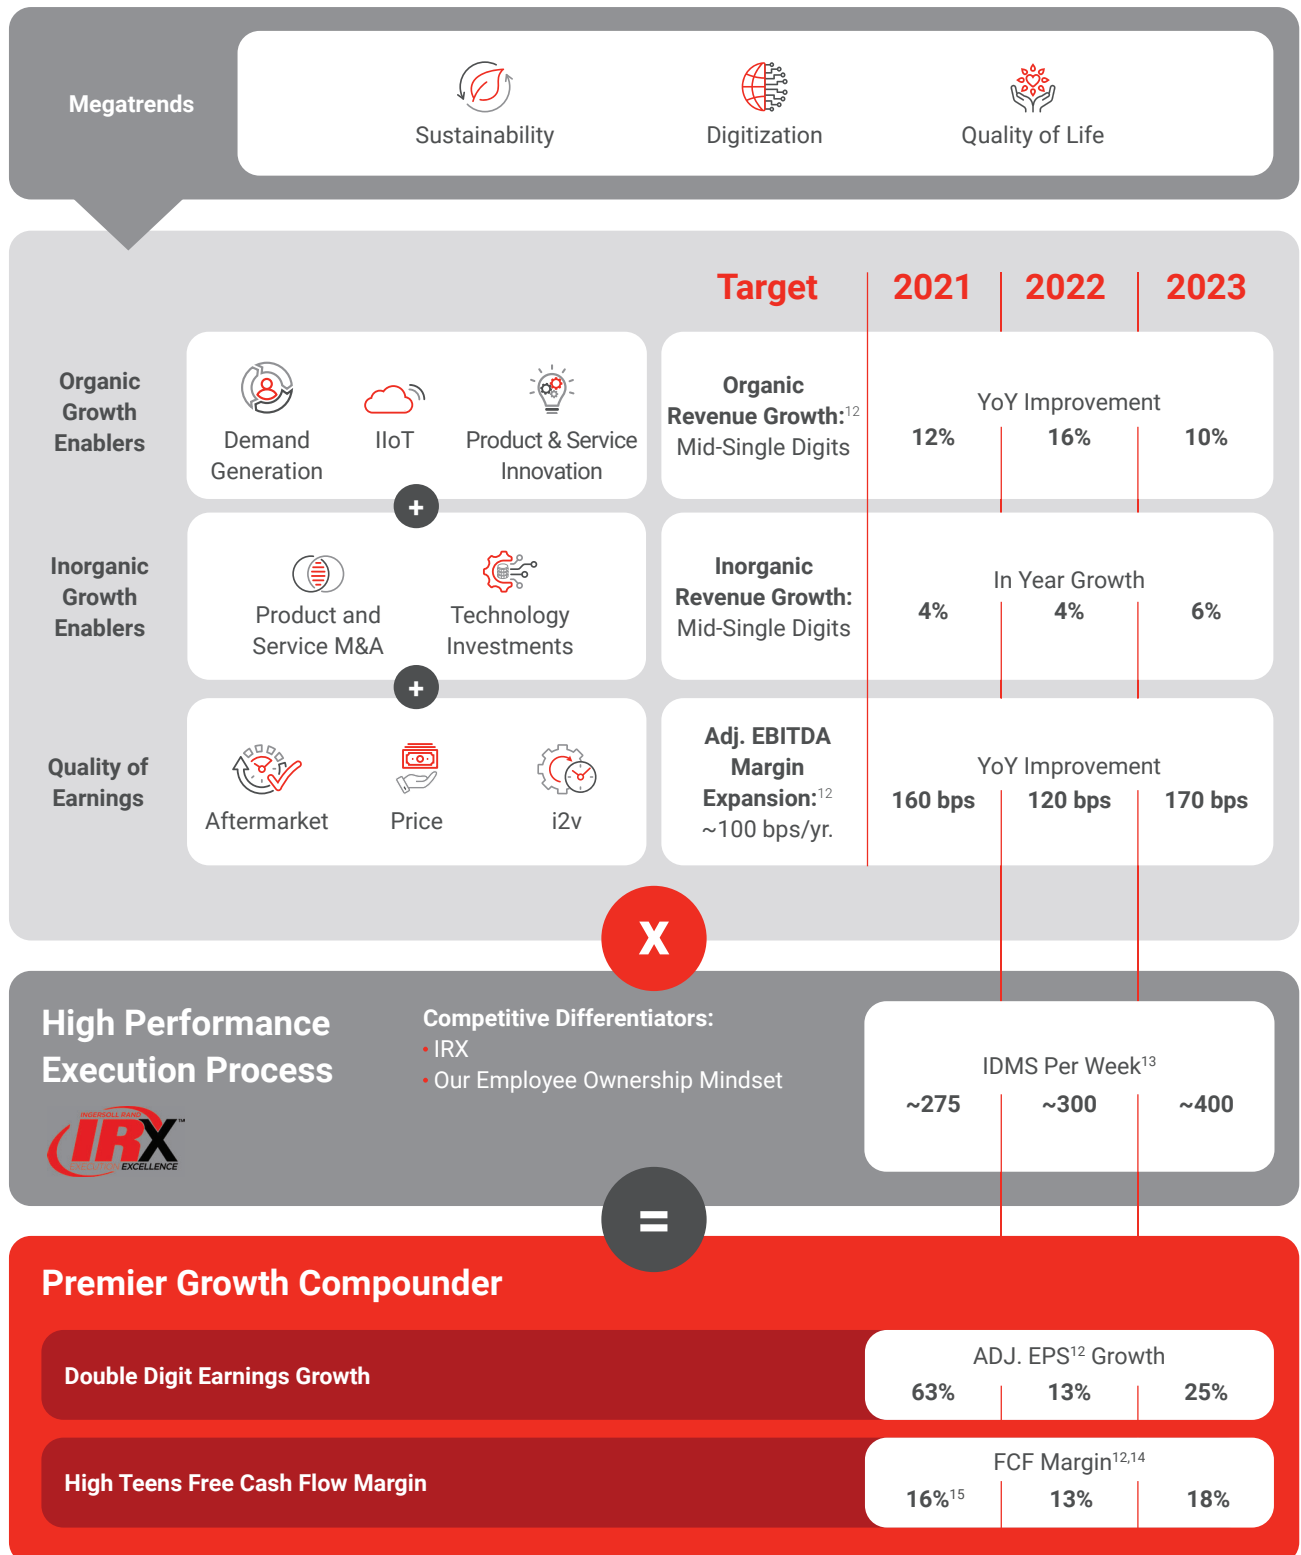 Megatrends
Sustainability
Digitization
Quality of Life
Target
2021
2022
2023
Organic
Growth
Enablers
Demand
Generation
IIoT
Product & Service
Innovation
Organic
Revenue Growth:12
Mid-Single Digits
YoY Improvement
12%
16%
10%
+
Inorganic
Growth
Enablers
Product and
Service M&A
Technology
Investments
Inorganic
Revenue Growth:
Mid-Single Digits
In Year Growth
4%
4%
6%
+
Quality of
Earnings
Aftermarket
Price
i2v
Adj. EBITDA
Margin
Expansion:12
~100 bps/yr.
YoY Improvement
160 bps
120 bps
170 bps
X
High Performance
Execution Process
INGERSOLL RAND
IRX™
EXECUTION EXCELLENCE
Competitive Differentiators:
• IRX
• Our Employee Ownership Mindset
IDMS Per Week13
~275
~300
~400
=
Premier Growth Compounder
Double Digit Earnings Growth
ADJ. EPS12 Growth
63%
13%
25%
High Teens Free Cash Flow Margin
FCF Margin12,14
16%15
13%
18%